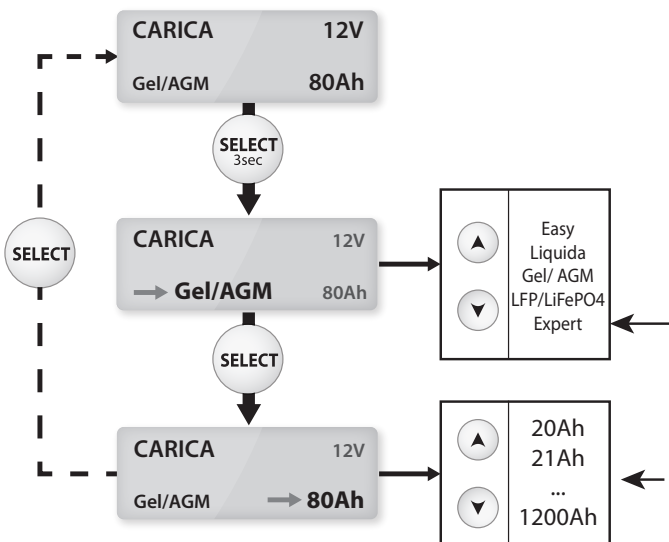 CARICA 12V
Gel/AGM 80Ah
SELECT
3sec
SELECT
CARICA 12V
Gel/AGM 80Ah
Easy
Liquida
Gel/ AGM
LFP/LiFePO4
Expert
SELECT
CARICA 12V
Gel/AGM 80Ah
20Ah
21Ah
...
1200Ah